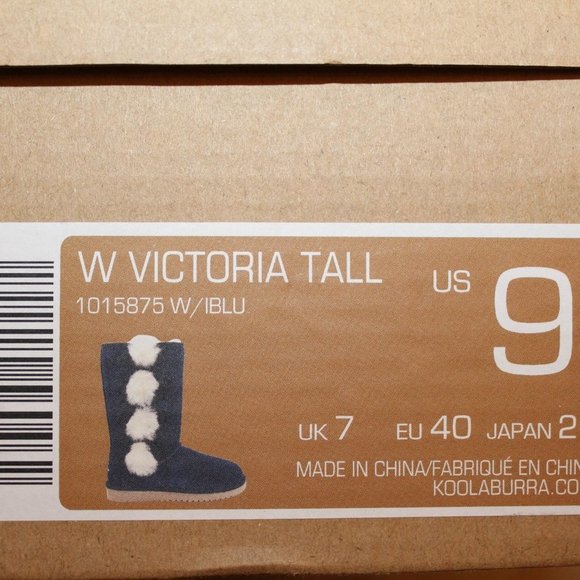 W VICTORIA TALL
1015875 W/IBLU
US 9
UK 7 EU 40 JAPAN 2
MADE IN CHINA/FABRIQUÉ EN CHIN
KOOLABURRA.CO